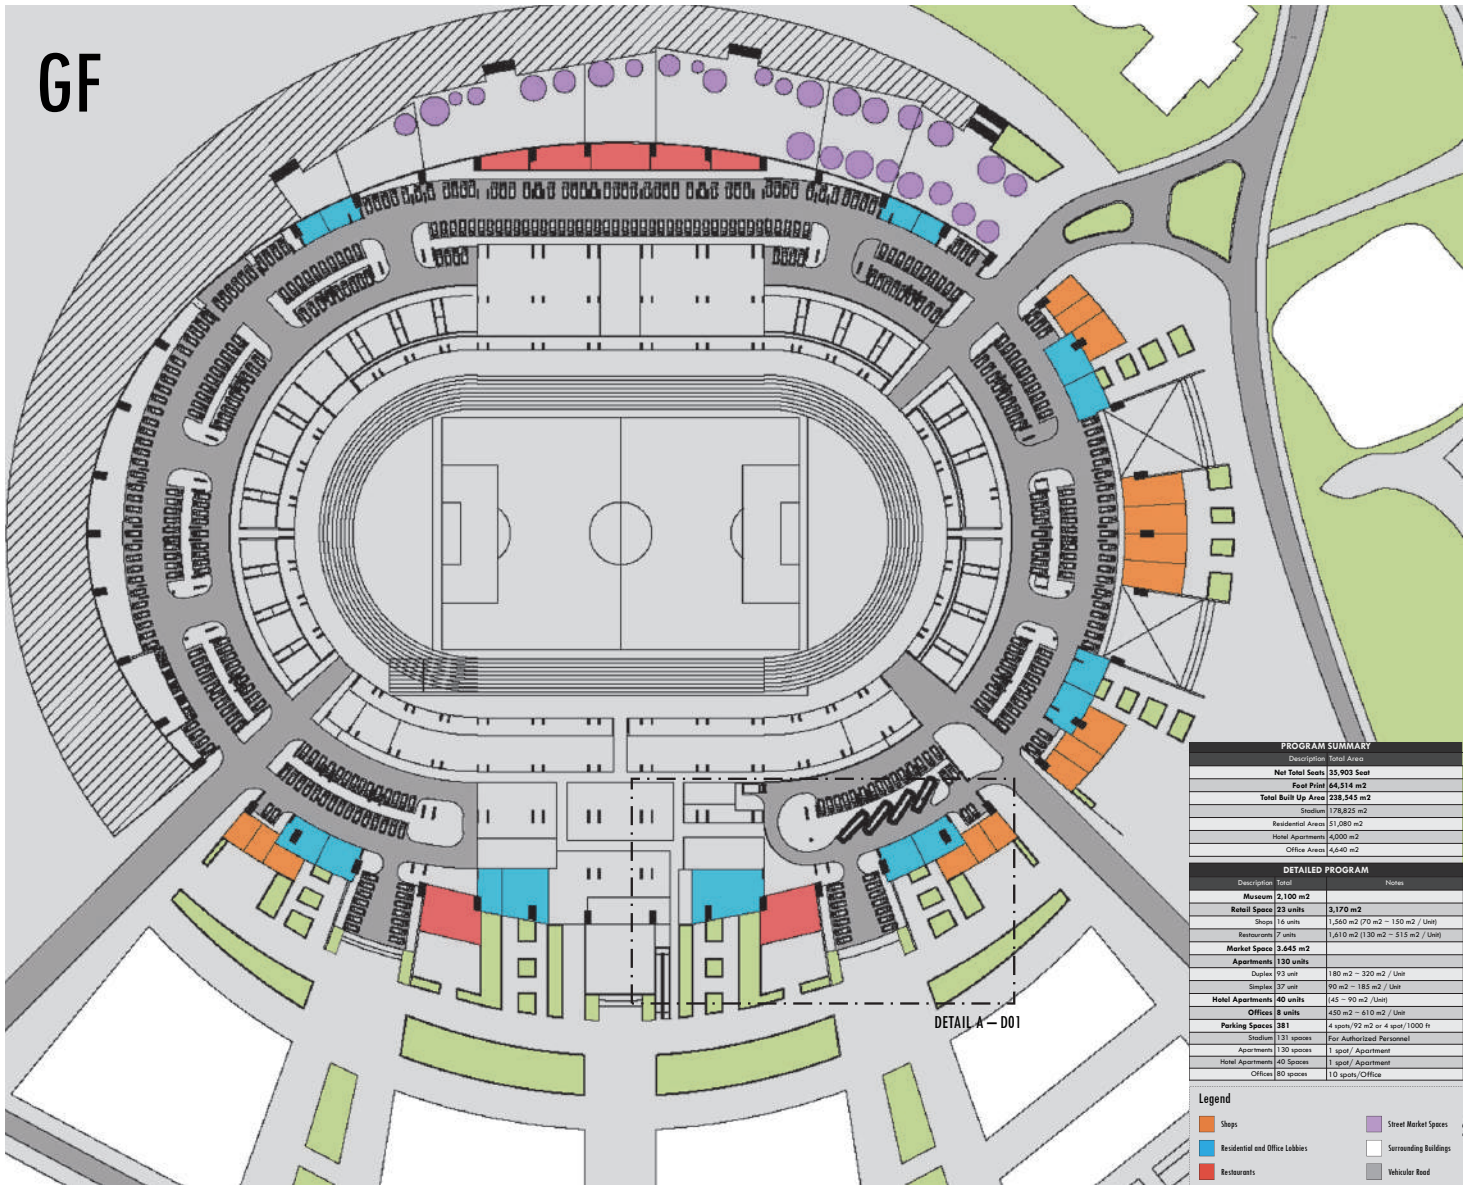 GF
DETAIL A – D01
PROGRAM SUMMARY
Description Total Area
Net Total Seats 35,903 Seat
Foot Print 64,514 m2
Total Built Up Area 238,545 m2
Stadium 178,825 m2
Residential Areas 51,080 m2
Hotel Apartments 4,000 m2
Office Areas 4,640 m2
DETAILED PROGRAM
Description Total Notes
Museum 2,100 m2
Retail Space 23 units 3,170 m2
Shops 16 units 1,560 m2 (70 m2 – 150 m2 / Unit)
Restaurants 7 units 1,610 m2 (130 m2 – 515 m2 / Unit)
Market Space 3.645 m2
Apartments 130 units
Duplex 93 unit 180 m2 – 320 m2 / Unit
Simplex 37 unit 90 m2 – 185 m2 / Unit
Hotel Apartments 40 units (45 – 90 m2 /Unit)
Offices 8 units 450 m2 – 610 m2 / Unit
Parking Spaces 381 4 spots/92 m2 or 4 spot/1000 ft
Stadium 131 spaces For Authorized Personnel
Apartments 130 spaces 1 spot/ Apartment
Hotel Apartments 40 Spaces 1 spot/ Apartment
Offices 80 spaces 10 spots/Office
Legend
Shops Street Market Spaces
Residential and Office Lobbies Surrounding Buildings
Restaurants Vehicular Road